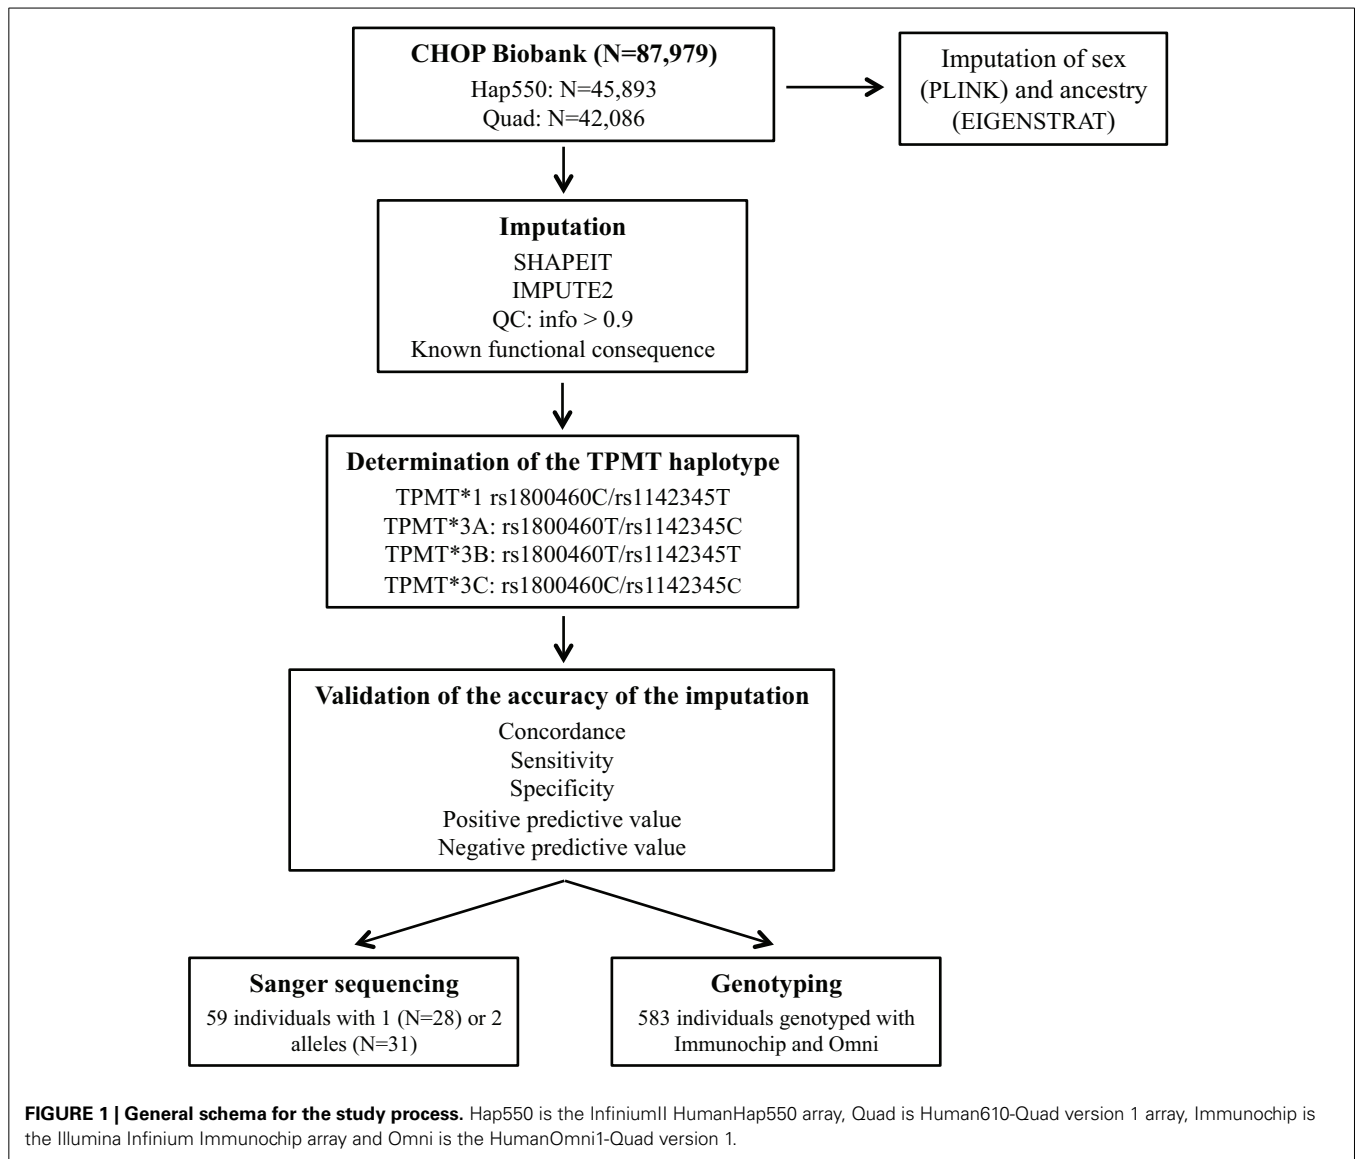 CHOP Biobank (N=87,979)
Hap550: N=45,893
Quad: N=42,086
Imputation of sex
(PLINK) and ancestry
(EIGENSTRAT)
Imputation
SHAPEIT
IMPUTE2
QC: info > 0.9
Known functional consequence
Determination of the TPMT haplotype
TPMT*1 rs1800460C/rs1142345T
TPMT*3A: rs1800460T/rs1142345C
TPMT*3B: rs1800460T/rs1142345T
TPMT*3C: rs1800460C/rs1142345C
Validation of the accuracy of the imputation
Concordance
Sensitivity
Specificity
Positive predictive value
Negative predictive value
Sanger sequencing
59 individuals with 1 (N=28) or 2
alleles (N=31)
Genotyping
583 individuals genotyped with
Immunochip and Omni
FIGURE 1 | General schema for the study process. Hap550 is the InfiniumII HumanHap550 array, Quad is Human610-Quad version 1 array, Immunochip is
the Illumina Infinium Immunochip array and Omni is the HumanOmni1-Quad version 1.